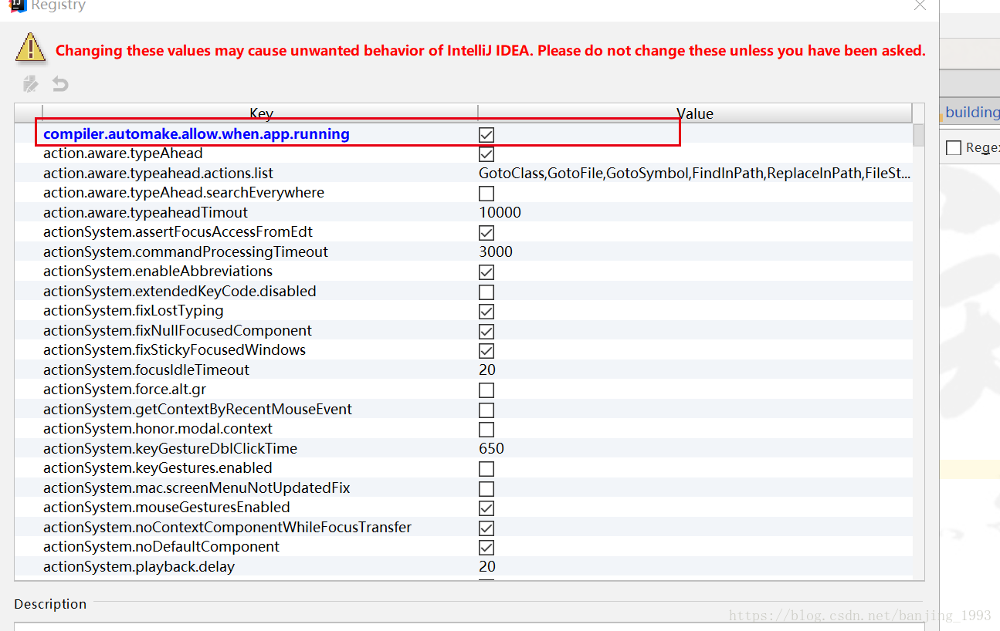 Registry
Changing these values may cause unwanted behavior of IntelliJ IDEA. Please do not change these unless you have been asked.
Key Value
compiler.automake.allow.when.app.running
action.aware.typeAhead
action.aware.typeahead.actions.list GotoClass,GotoFile,GotoSymbol,FindInPath,ReplaceInPath,FileSt...
action.aware.typeAhead.searchEverywhere
action.aware.typeaheadTimout 10000
actionSystem.assertFocusAccessFromEdt
actionSystem.commandProcessingTimeout 3000
actionSystem.enableAbbreviations
actionSystem.extendedKeyCode.disabled
actionSystem.fixLostTyping
actionSystem.fixNullFocusedComponent
actionSystem.fixStickyFocusedWindows
actionSystem.focusIdleTimeout 20
actionSystem.force.alt.gr
actionSystem.getContextByRecentMouseEvent
actionSystem.honor.modal.context
actionSystem.keyGestureDblClickTime 650
actionSystem.keyGestures.enabled
actionSystem.mac.screenMenuNotUpdatedFix
actionSystem.mouseGesturesEnabled
actionSystem.noContextComponentWhileFocusTransfer
actionSystem.noDefaultComponent
actionSystem.playback.delay 20
Description
building
Regex
https://blog.csdn.net/banjing_1993